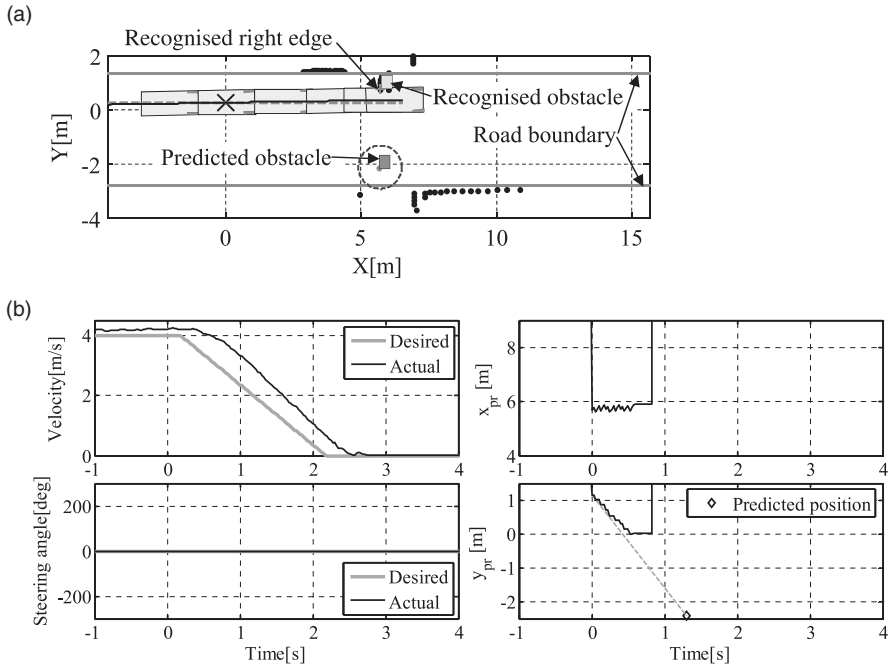 (a)
Recognised right edge
2
0
-2
-4
Y[m]
Recognised obstacle
Road boundary
Predicted obstacle
0
5
10
15
X[m]
(b)
4
2
0
Velocity[m/s]
Desired
Actual
-1
0
1
2
3
4
8
6
4
x_pr [m]
-1
0
1
2
3
4
200
0
-200
Steering angle[deg]
Desired
Actual
-1
0
1
2
3
4
Time[s]
1
0
-1
-2
y_pr [m]
Predicted position
-1
0
1
2
3
4
Time[s]